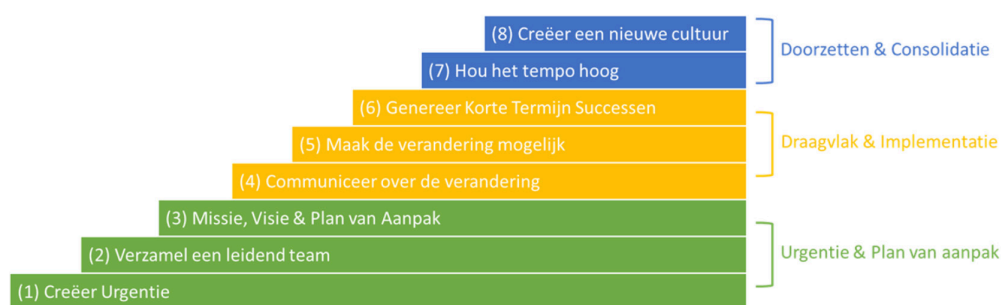 (8) Creëer een nieuwe cultuur
(7) Hou het tempo hoog
Doorzetten & Consolidatie
(6) Genereer Korte Termijn Successen
(5) Maak de verandering mogelijk
(4) Communiceer over de verandering
Draagvlak & Implementatie
(3) Missie, Visie & Plan van Aanpak
(2) Verzamel een leidend team
(1) Creëer Urgentie
Urgentie & Plan van aanpak